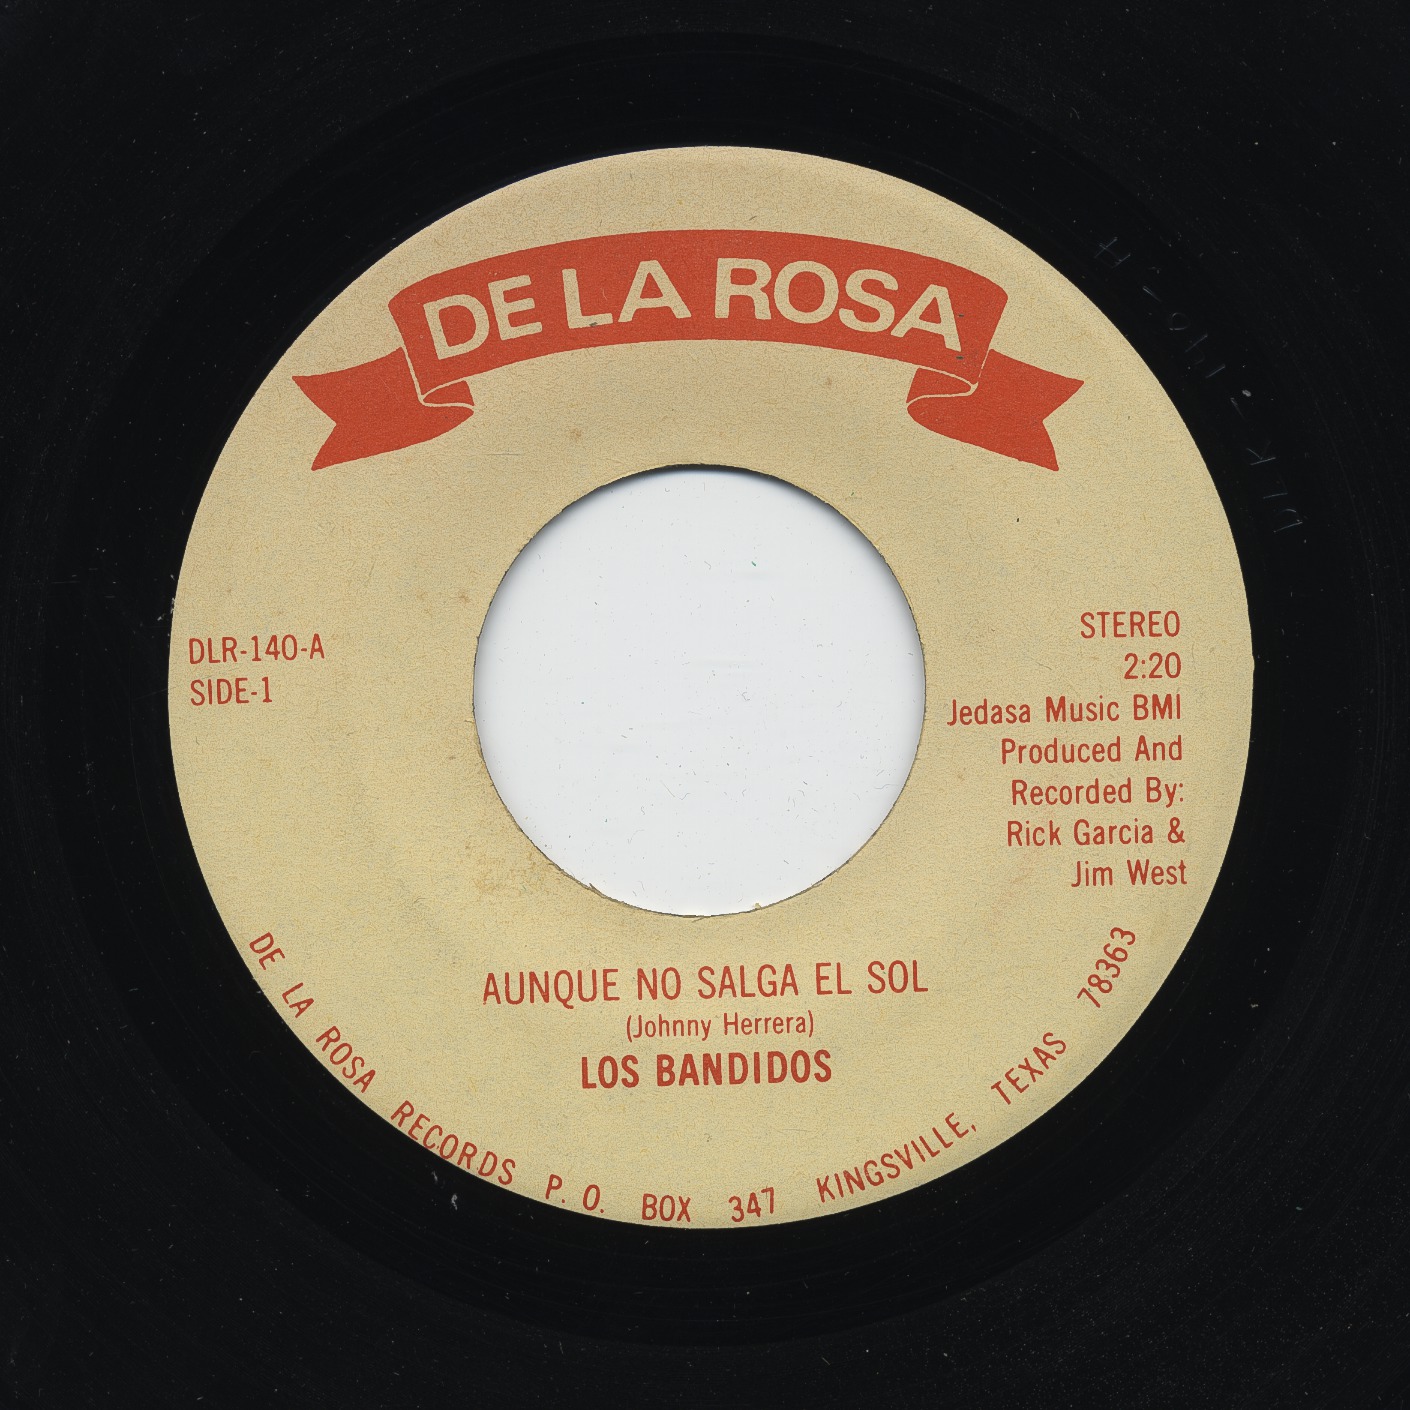 DE LA ROSA
DLR-140-A
SIDE-1
STEREO
2:20
Jedasa Music BMI
Produced And
Recorded By:
Rick Garcia &
Jim West
AUNQUE NO SALGA EL SOL
(Johnny Herrera)
LOS BANDIDOS
DE LA ROSA RECORDS P. O. BOX 347 KINGSVILLE, TEXAS 78363